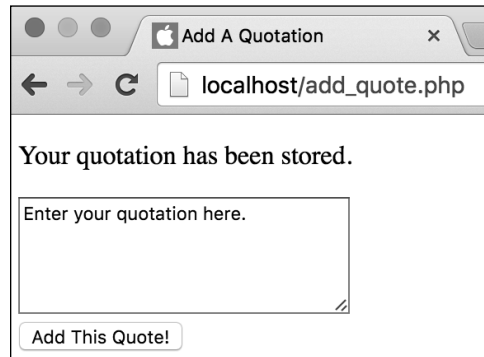 Add A Quotation
localhost/add_quote.php
Your quotation has been stored.
Enter your quotation here.
Add This Quote!